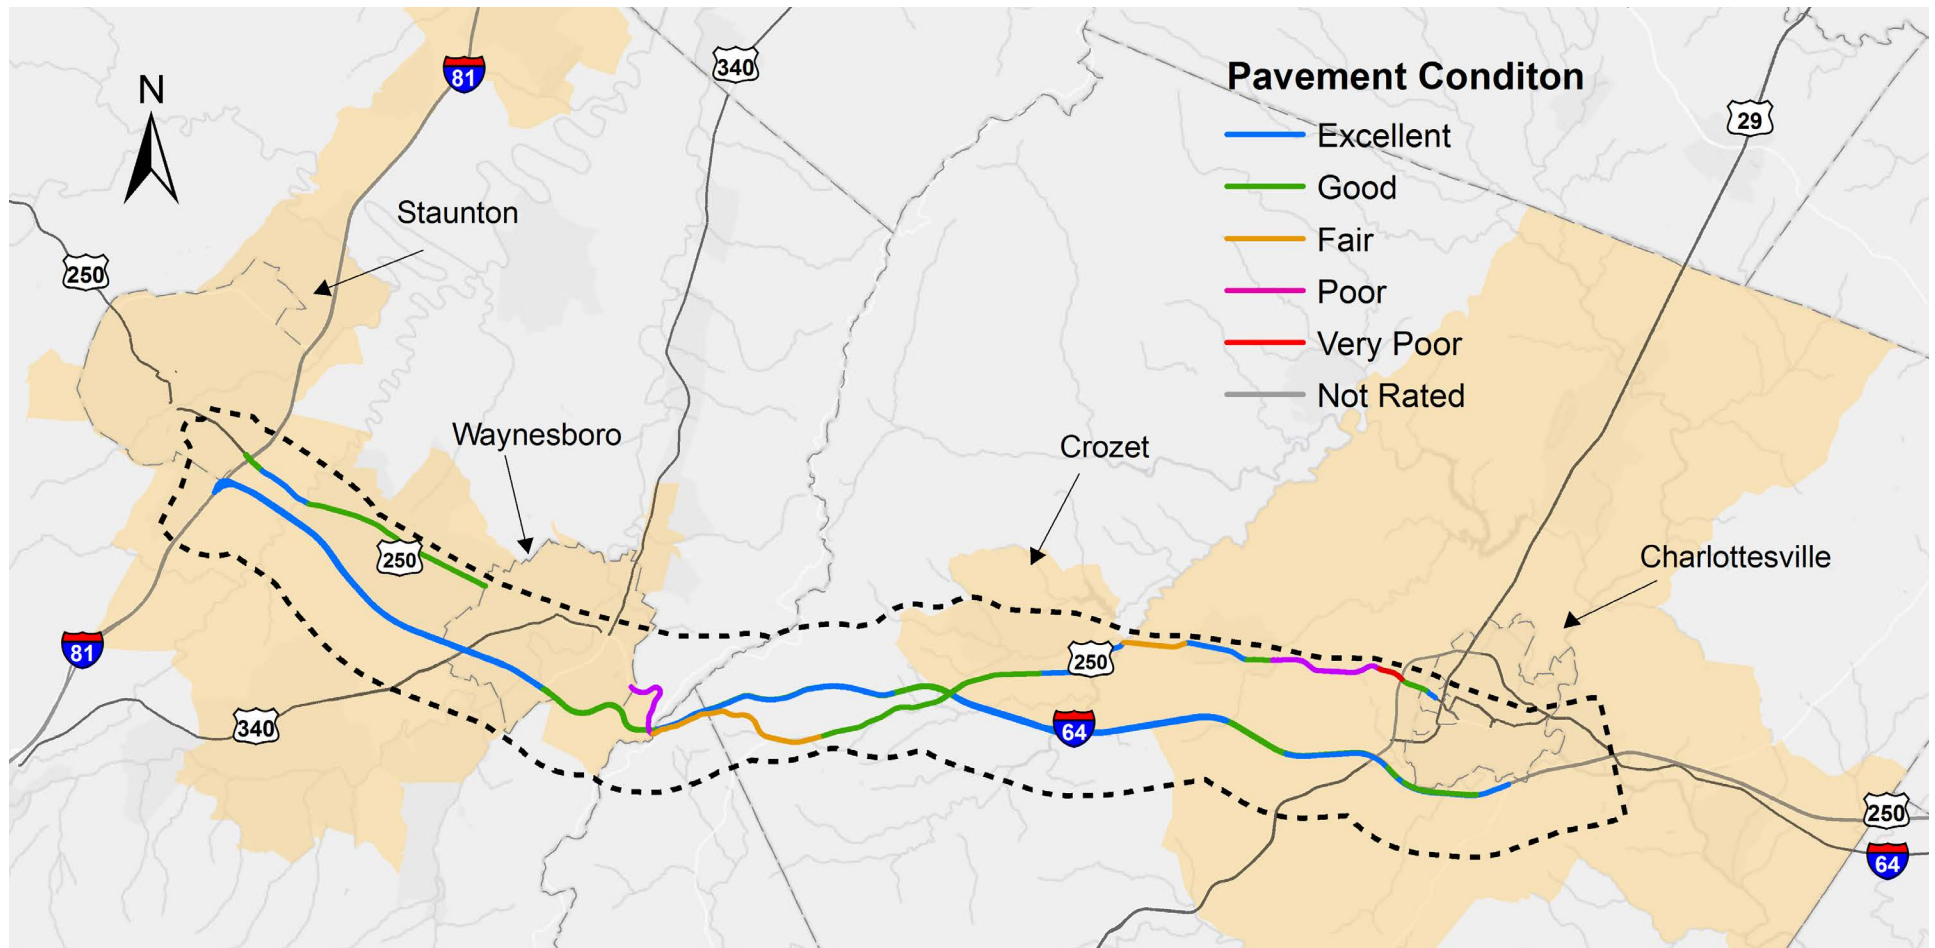 N
81
340
29
Pavement Conditon
Excellent
Good
Fair
Poor
Very Poor
Not Rated
Staunton
250
Waynesboro
Crozet
250
Charlottesville
81
250
340
64
250
64